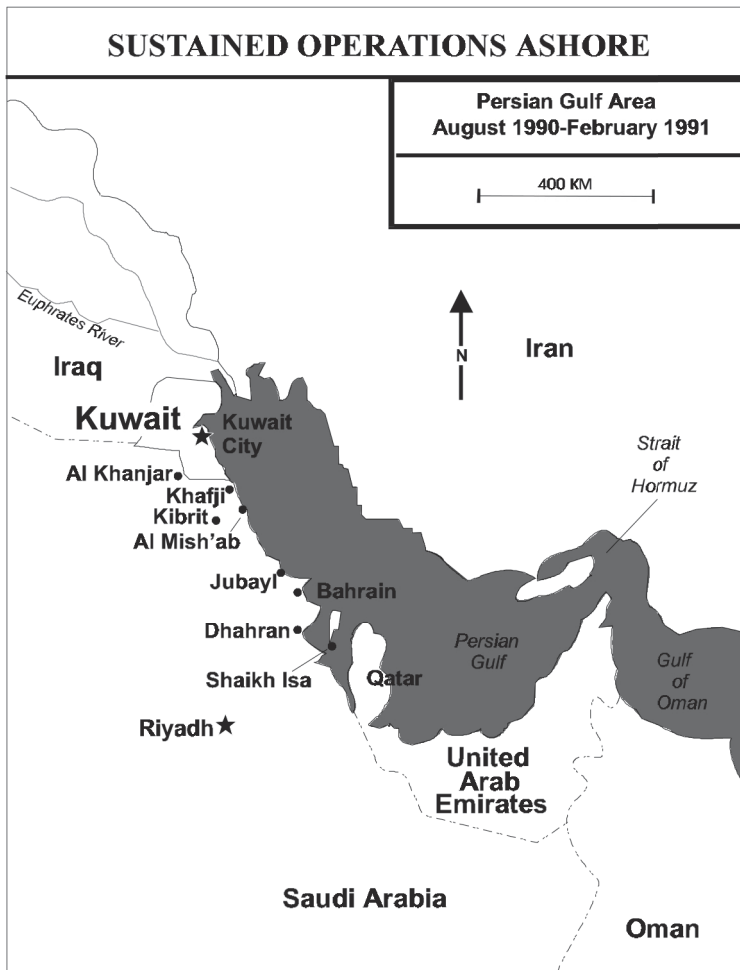 SUSTAINED OPERATIONS ASHORE
Persian Gulf Area
August 1990-February 1991
400 KM
Euphrates River
N
Iran
Iraq
Kuwait
Kuwait
City
Strait
of
Hormuz
Al Khanjar
Khafji
Kibrit
Al Mish'ab
Jubayl
Bahrain
Dhahran
Persian
Gulf
Shaikh Isa
Qatar
Gulf
of
Oman
Riyadh
United
Arab
Emirates
Saudi Arabia
Oman